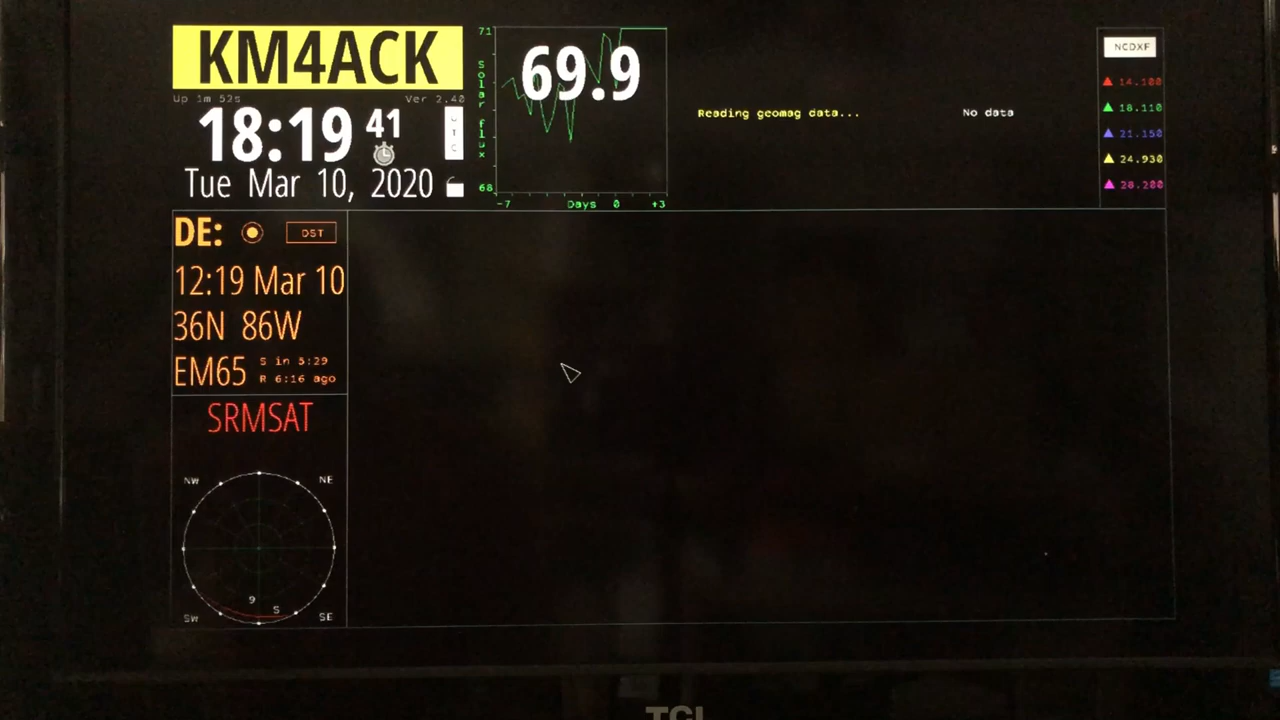 KM4ACK
Up 1m 52s Ver 2.40
18:19 41 UTC
Tue Mar 10, 2020
71
Solar flux
69.9
68
-7 Days 0 +3
Reading geomag data...
No data
NCDXF
14.100
18.110
21.150
24.930
28.200
DE: DST
12:19 Mar 10
36N 86W
EM65
S in 5:29
R 6:16 ago
SRMSAT
NW NE
9
S
SW SE
TCL